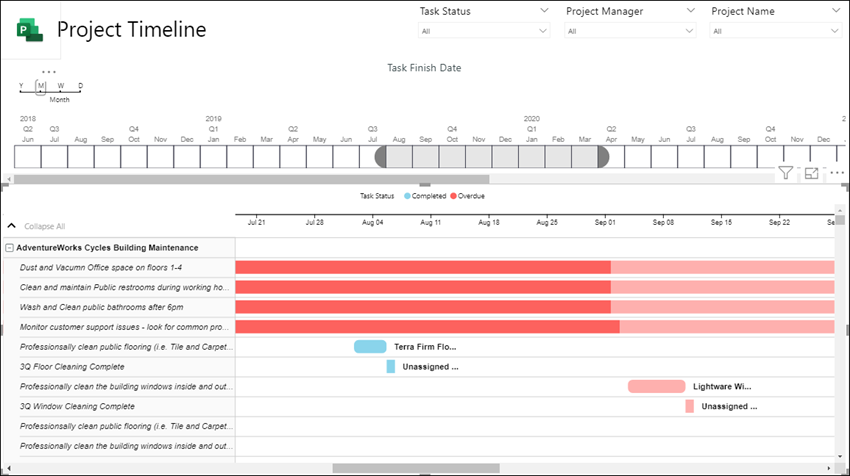 Task Status Project Manager Project Name
P Project Timeline
All All All
Task Finish Date
Y M W D
Month
2018 2019 2020 2
Q2 Q3 Q4 Q1 Q2 Q3 Q4 Q1 Q2 Q3 Q4
Jun Jul Aug Sep Oct Nov Dec Jan Feb Mar Apr May Jun Jul Aug Sep Oct Nov Dec Jan Feb Mar Apr May Jun Jul Aug Sep Oct Nov Dec
Task Status Completed Overdue
Collapse All Jul 21 Jul 28 Aug 04 Aug 11 Aug 18 Aug 25 Sep 01 Sep 08 Sep 15 Sep 22 Se
AdventureWorks Cycles Building Maintenance
Dust and Vacumn Office space on floors 1-4
Clean and maintain Public restrooms during working ho...
Wash and Clean public bathrooms after 6pm
Monitor customer support issues - look for common pro...
Professionsally clean public flooring (i.e. Tile and Carpet... Terra Firm Flo...
3Q Floor Cleaning Complete Unassigned ...
Professionally clean the building windows inside and out... Lightware Wi...
3Q Window Cleaning Complete Unassigned ...
Professionsally clean public flooring (i.e. Tile and Carpet...
Professionally clean the building windows inside and out...